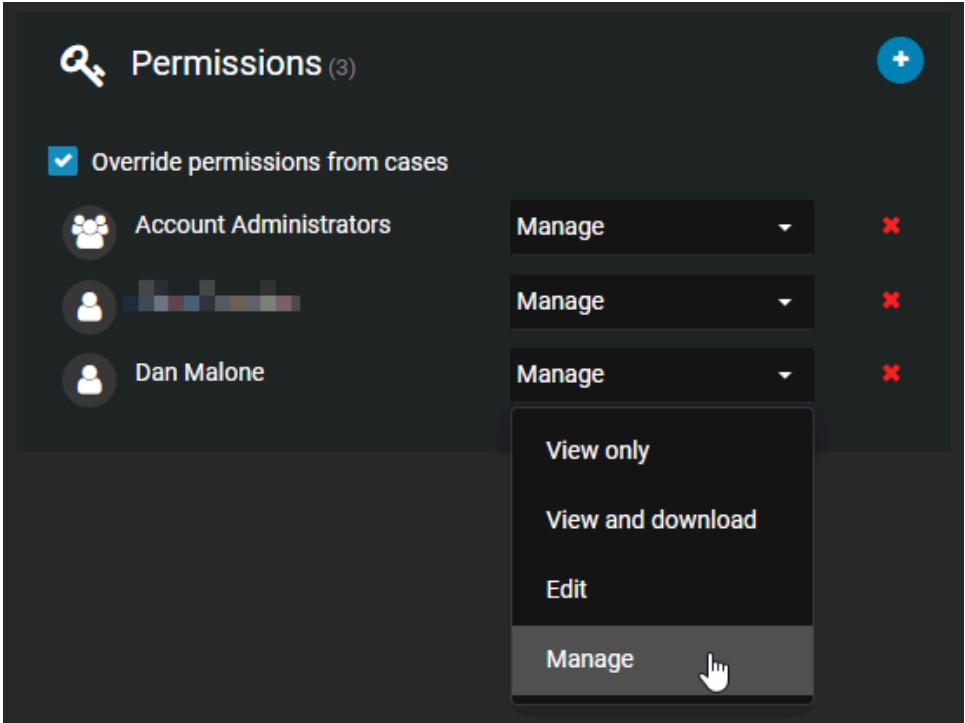 Permissions (3)
Override permissions from cases
Account Administrators Manage
Manage
Dan Malone Manage
View only
View and download
Edit
Manage